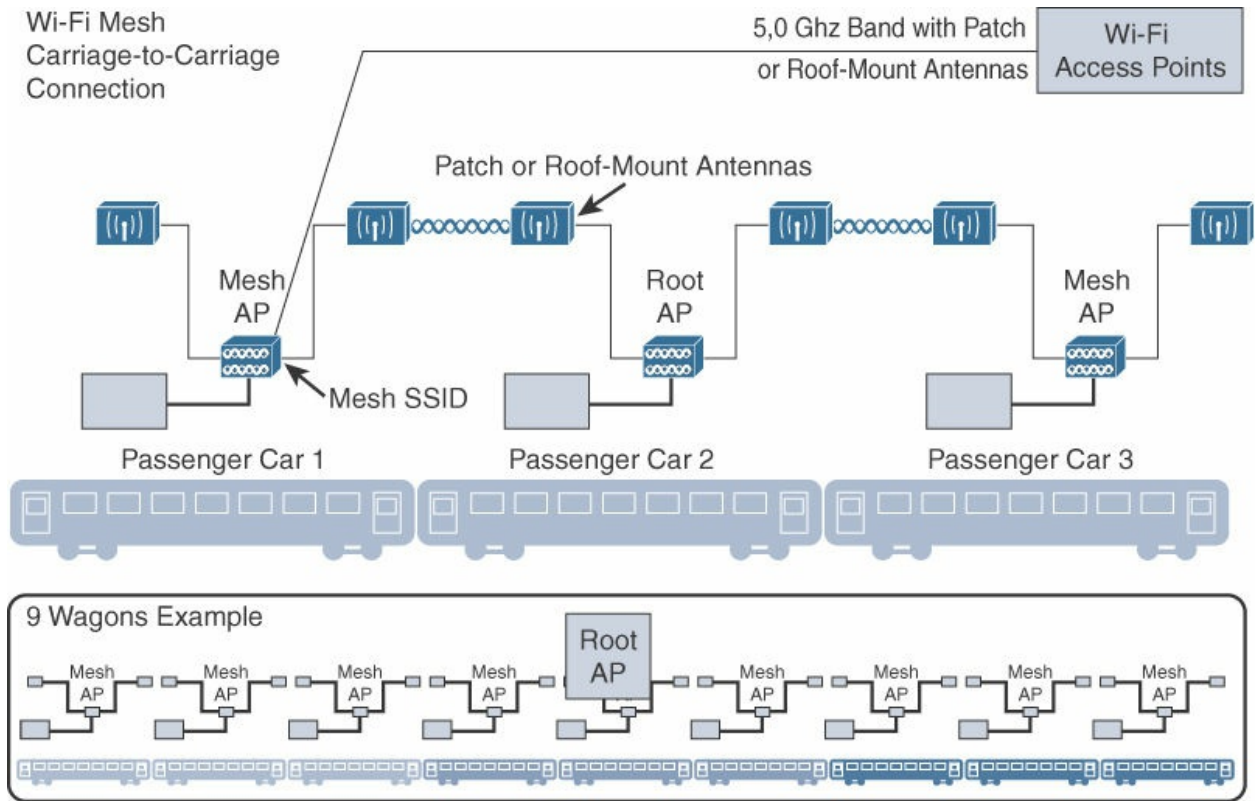 Wi-Fi Mesh
Carriage-to-Carriage
Connection
5,0 Ghz Band with Patch
or Roof-Mount Antennas
Wi-Fi
Access Points
Patch or Roof-Mount Antennas
Mesh
AP
Root
AP
Mesh
AP
Mesh SSID
Passenger Car 1
Passenger Car 2
Passenger Car 3
9 Wagons Example
Mesh
AP
Mesh
AP
Mesh
AP
Mesh
AP
Root
AP
Mesh
AP
Mesh
AP
Mesh
AP
Mesh
AP